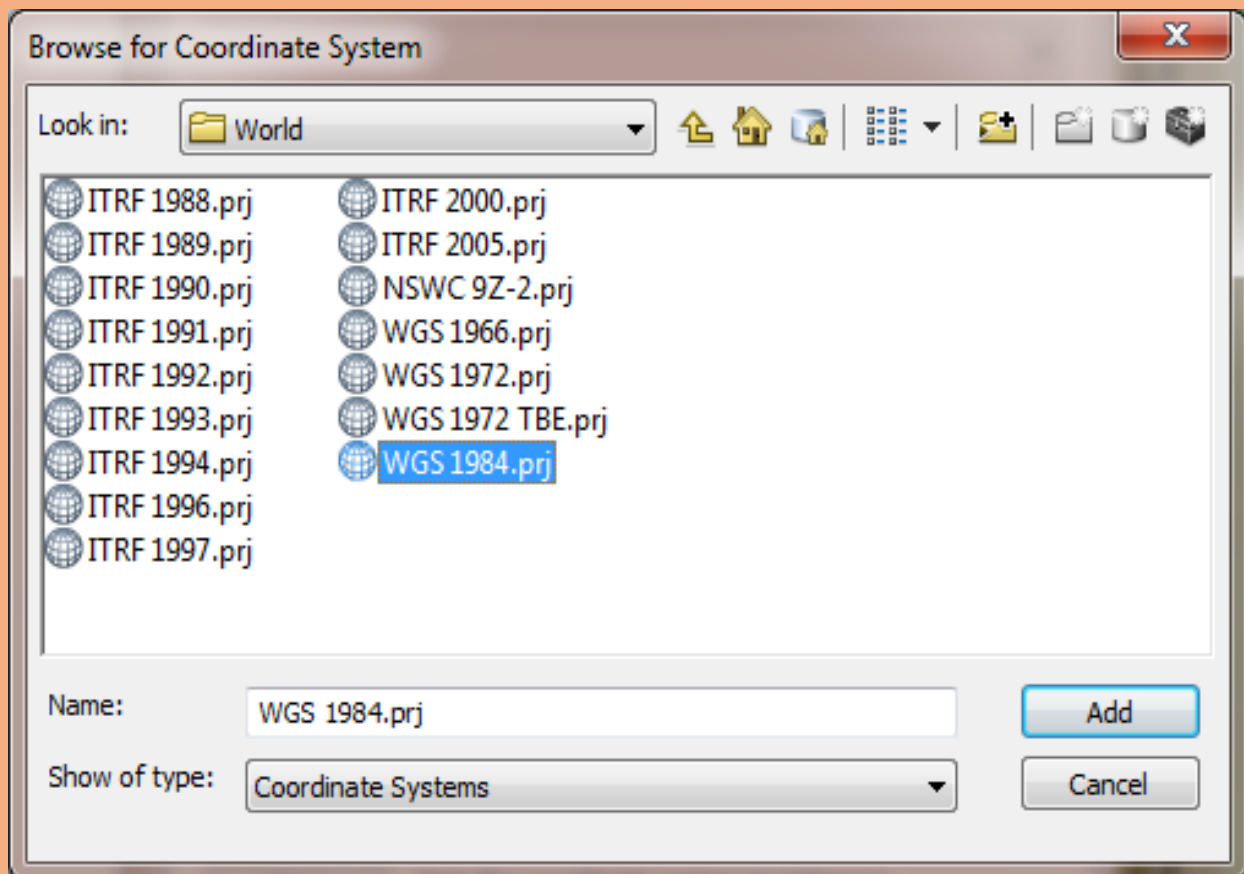 Browse for Coordinate System
Look in: World
ITRF 1988.prj
ITRF 1989.prj
ITRF 1990.prj
ITRF 1991.prj
ITRF 1992.prj
ITRF 1993.prj
ITRF 1994.prj
ITRF 1996.prj
ITRF 1997.prj
ITRF 2000.prj
ITRF 2005.prj
NSWC 9Z-2.prj
WGS 1966.prj
WGS 1972.prj
WGS 1972 TBE.prj
WGS 1984.prj
Name: WGS 1984.prj
Add
Show of type: Coordinate Systems
Cancel